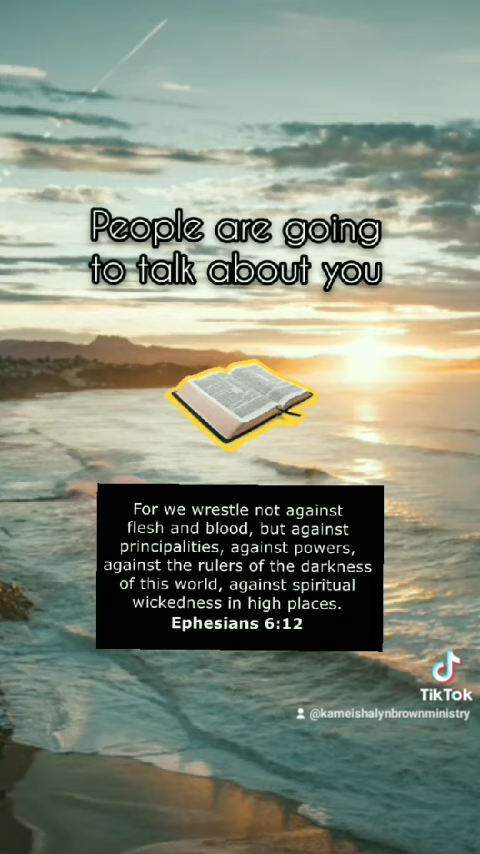 People are going
to talk about you
For we wrestle not against
flesh and blood, but against
principalities, against powers,
against the rulers of the darkness
of this world, against spiritual
wickedness in high places.
Ephesians 6:12
TikTok
@kameishalynbrownministry